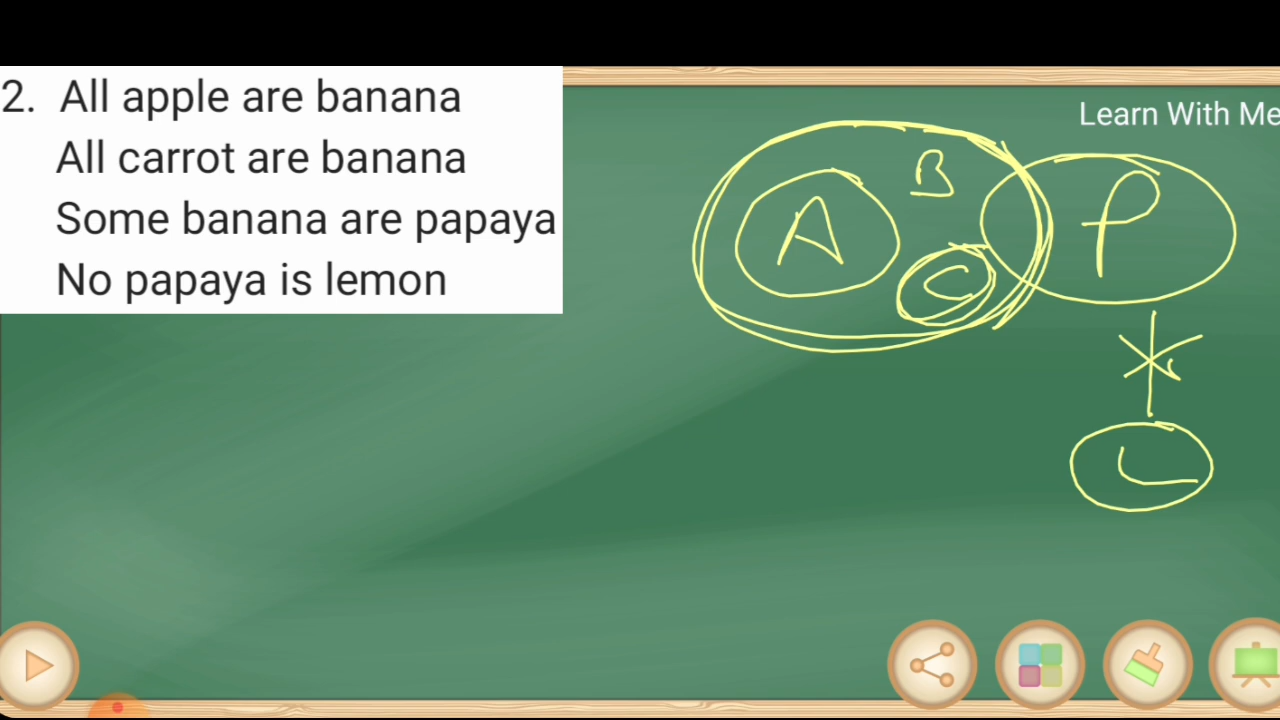 2. All apple are banana
All carrot are banana
Some banana are papaya
No papaya is lemon
Learn With Me
A
B
C
P
L